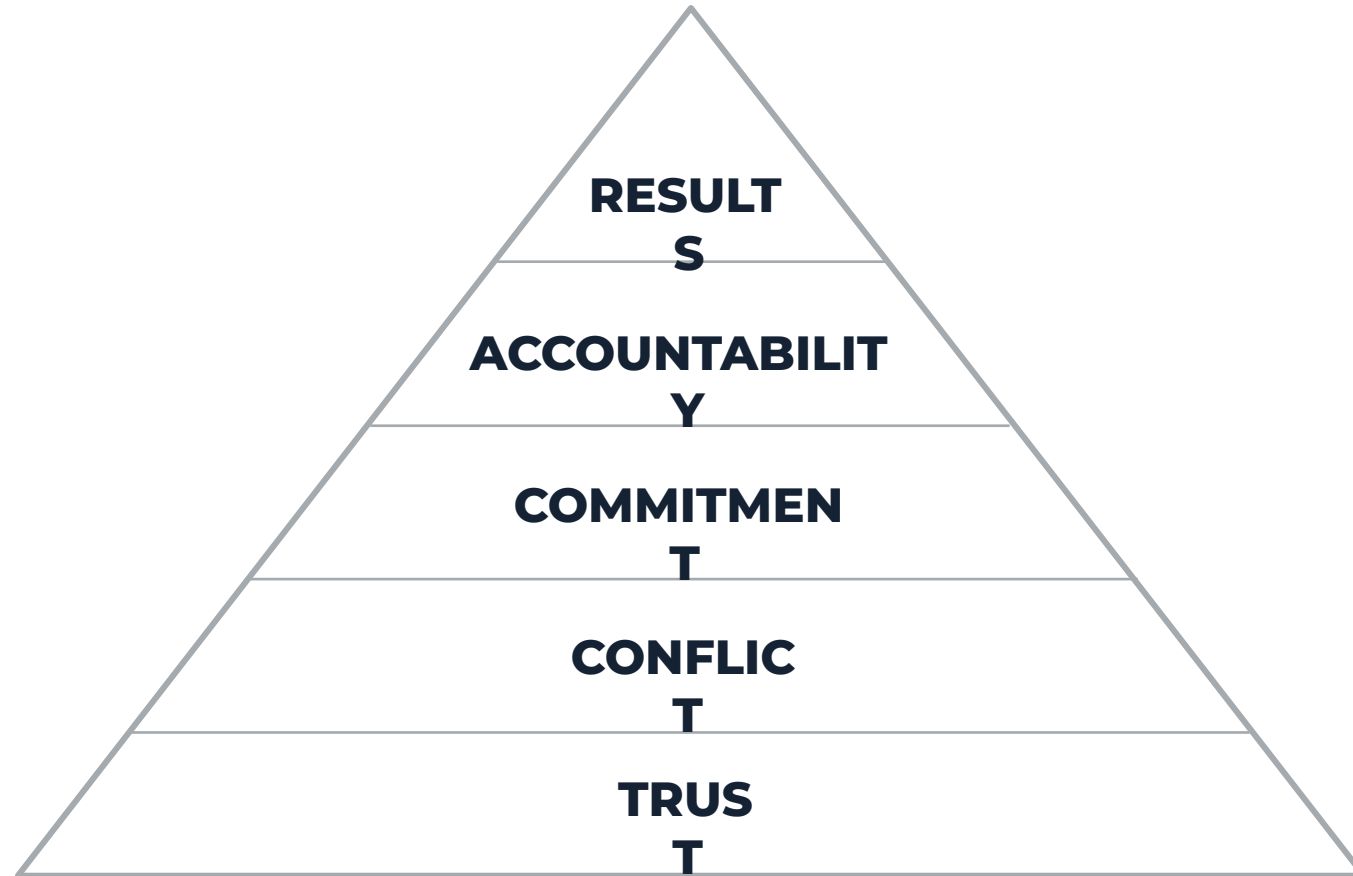 RESULT
S
ACCOUNTABILIT
Y
COMMITMEN
T
CONFLIC
T
TRUS
T